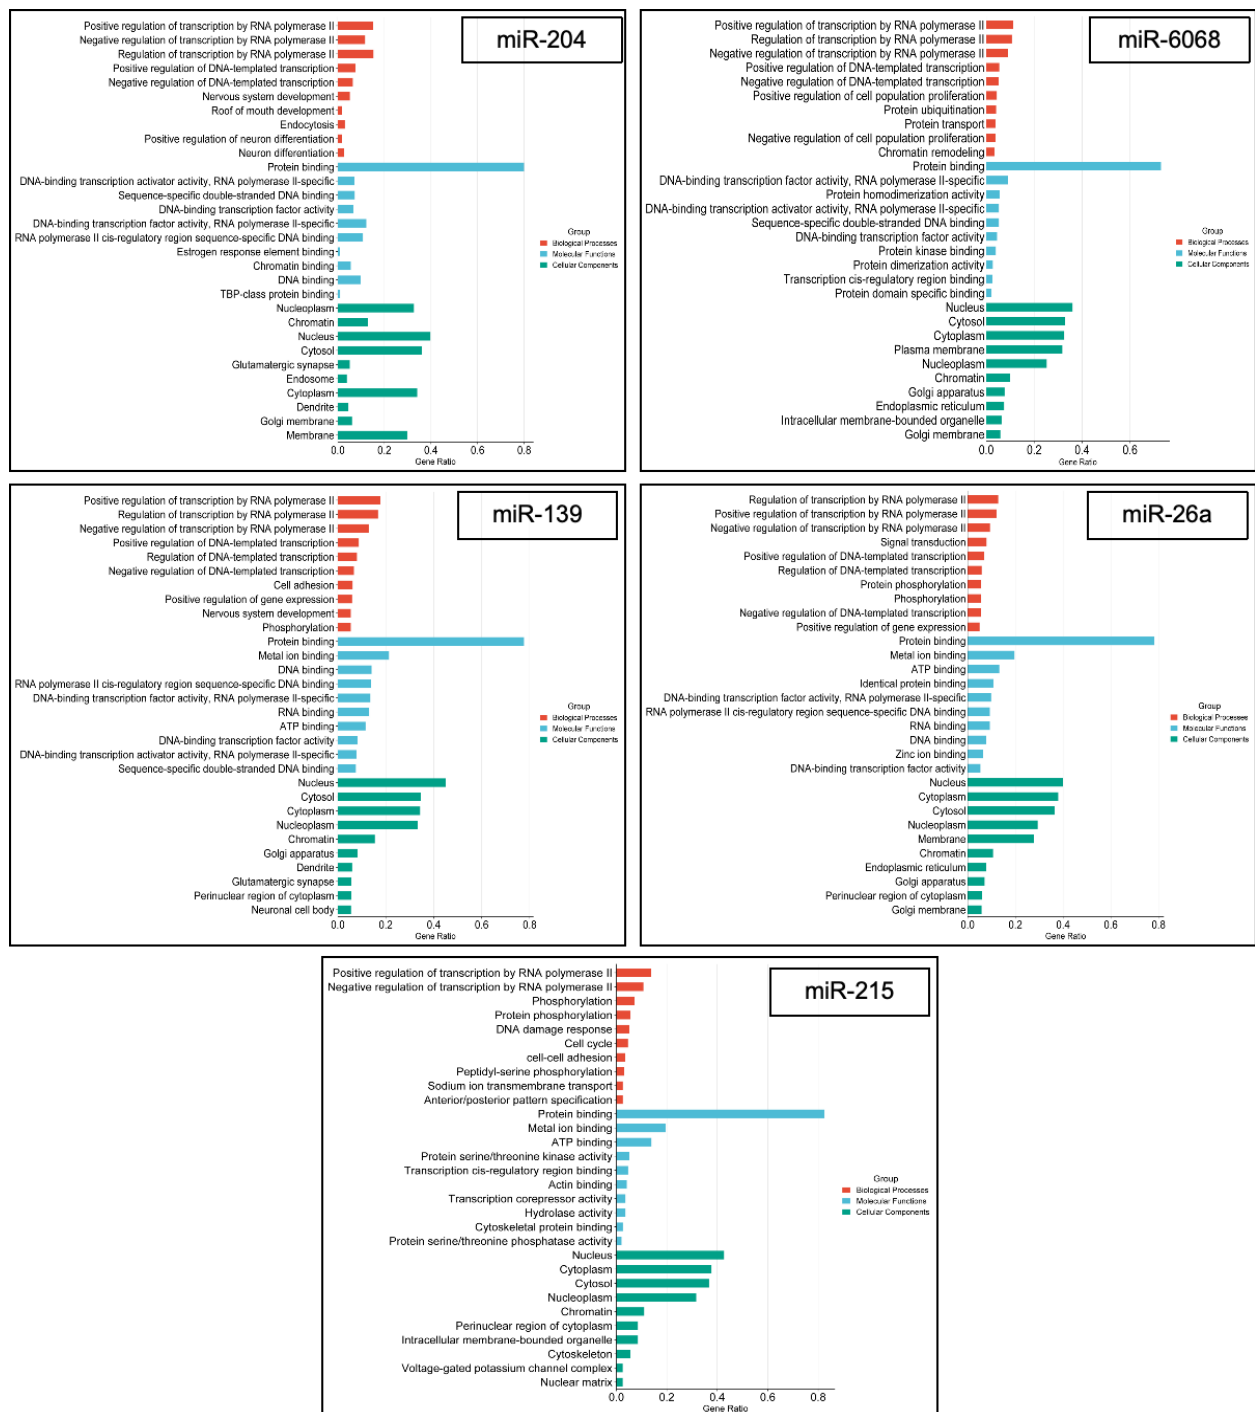 miR-204
Positive regulation of transcription by RNA polymerase II
Negative regulation of transcription by RNA polymerase II
Regulation of transcription by RNA polymerase II
Positive regulation of DNA-templated transcription
Negative regulation of DNA-templated transcription
Nervous system development
Roof of mouth development
Endocytosis
Positive regulation of neuron differentiation
Neuron differentiation
Protein binding
DNA-binding transcription activator activity, RNA polymerase II-specific
Sequence-specific double-stranded DNA binding
DNA-binding transcription factor activity
DNA-binding transcription factor activity, RNA polymerase II-specific
RNA polymerase II cis-regulatory region sequence-specific DNA binding
Estrogen response element binding
Chromatin binding
DNA binding
TBP-class protein binding
Nucleoplasm
Chromatin
Nucleus
Cytosol
Glutamatergic synapse
Endosome
Cytoplasm
Dendrite
Golgi membrane
Membrane
Group
Biological Processes
Molecular Functions
Cellular Components
0.0 0.2 0.4 0.6 0.8
Gene Ratio
miR-6068
Positive regulation of transcription by RNA polymerase II
Regulation of transcription by RNA polymerase II
Negative regulation of transcription by RNA polymerase II
Positive regulation of DNA-templated transcription
Negative regulation of DNA-templated transcription
Positive regulation of cell population proliferation
Protein ubiquitination
Protein transport
Negative regulation of cell population proliferation
Chromatin remodeling
Protein binding
DNA-binding transcription factor activity, RNA polymerase II-specific
Protein homodimerization activity
DNA-binding transcription activator activity, RNA polymerase II-specific
Sequence-specific double-stranded DNA binding
DNA-binding transcription factor activity
Protein kinase binding
Protein dimerization activity
Transcription cis-regulatory region binding
Protein domain specific binding
Nucleus
Cytosol
Cytoplasm
Plasma membrane
Nucleoplasm
Chromatin
Golgi apparatus
Endoplasmic reticulum
Intracellular membrane-bounded organelle
Golgi membrane
Group
Biological Processes
Molecular Functions
Cellular Components
0.0 0.2 0.4 0.6
Gene Ratio
miR-139
Positive regulation of transcription by RNA polymerase II
Regulation of transcription by RNA polymerase II
Negative regulation of transcription by RNA polymerase II
Positive regulation of DNA-templated transcription
Regulation of DNA-templated transcription
Negative regulation of DNA-templated transcription
Cell adhesion
Positive regulation of gene expression
Nervous system development
Phosphorylation
Protein binding
Metal ion binding
DNA binding
RNA polymerase II cis-regulatory region sequence-specific DNA binding
DNA-binding transcription factor activity, RNA polymerase II-specific
RNA binding
ATP binding
DNA-binding transcription factor activity
DNA-binding transcription activator activity, RNA polymerase II-specific
Sequence-specific double-stranded DNA binding
Nucleus
Cytosol
Cytoplasm
Nucleoplasm
Chromatin
Golgi apparatus
Dendrite
Glutamatergic synapse
Perinuclear region of cytoplasm
Neuronal cell body
Group
Biological Processes
Molecular Functions
Cellular Components
0.0 0.2 0.4 0.6 0.8
Gene Ratio
miR-26a
Regulation of transcription by RNA polymerase II
Positive regulation of transcription by RNA polymerase II
Negative regulation of transcription by RNA polymerase II
Signal transduction
Positive regulation of DNA-templated transcription
Regulation of DNA-templated transcription
Protein phosphorylation
Phosphorylation
Negative regulation of DNA-templated transcription
Positive regulation of gene expression
Protein binding
Metal ion binding
ATP binding
Identical protein binding
DNA-binding transcription factor activity, RNA polymerase II-specific
RNA polymerase II cis-regulatory region sequence-specific DNA binding
RNA binding
DNA binding
Zinc ion binding
DNA-binding transcription factor activity
Nucleus
Cytoplasm
Cytosol
Nucleoplasm
Membrane
Chromatin
Endoplasmic reticulum
Golgi apparatus
Perinuclear region of cytoplasm
Golgi membrane
Group
Biological Processes
Molecular Functions
Cellular Components
0.0 0.2 0.4 0.6 0.8
Gene Ratio
miR-215
Positive regulation of transcription by RNA polymerase II
Negative regulation of transcription by RNA polymerase II
Phosphorylation
Protein phosphorylation
DNA damage response
Cell cycle
cell-cell adhesion
Peptidyl-serine phosphorylation
Sodium ion transmembrane transport
Anterior/posterior pattern specification
Protein binding
Metal ion binding
ATP binding
Protein serine/threonine kinase activity
Transcription cis-regulatory region binding
Actin binding
Transcription corepressor activity
Hydrolase activity
Cytoskeletal protein binding
Protein serine/threonine phosphatase activity
Nucleus
Cytoplasm
Cytosol
Nucleoplasm
Chromatin
Perinuclear region of cytoplasm
Intracellular membrane-bounded organelle
Cytoskeleton
Voltage-gated potassium channel complex
Nuclear matrix
Group
Biological Processes
Molecular Functions
Cellular Components
0.0 0.2 0.4 0.6 0.8
Gene Ratio